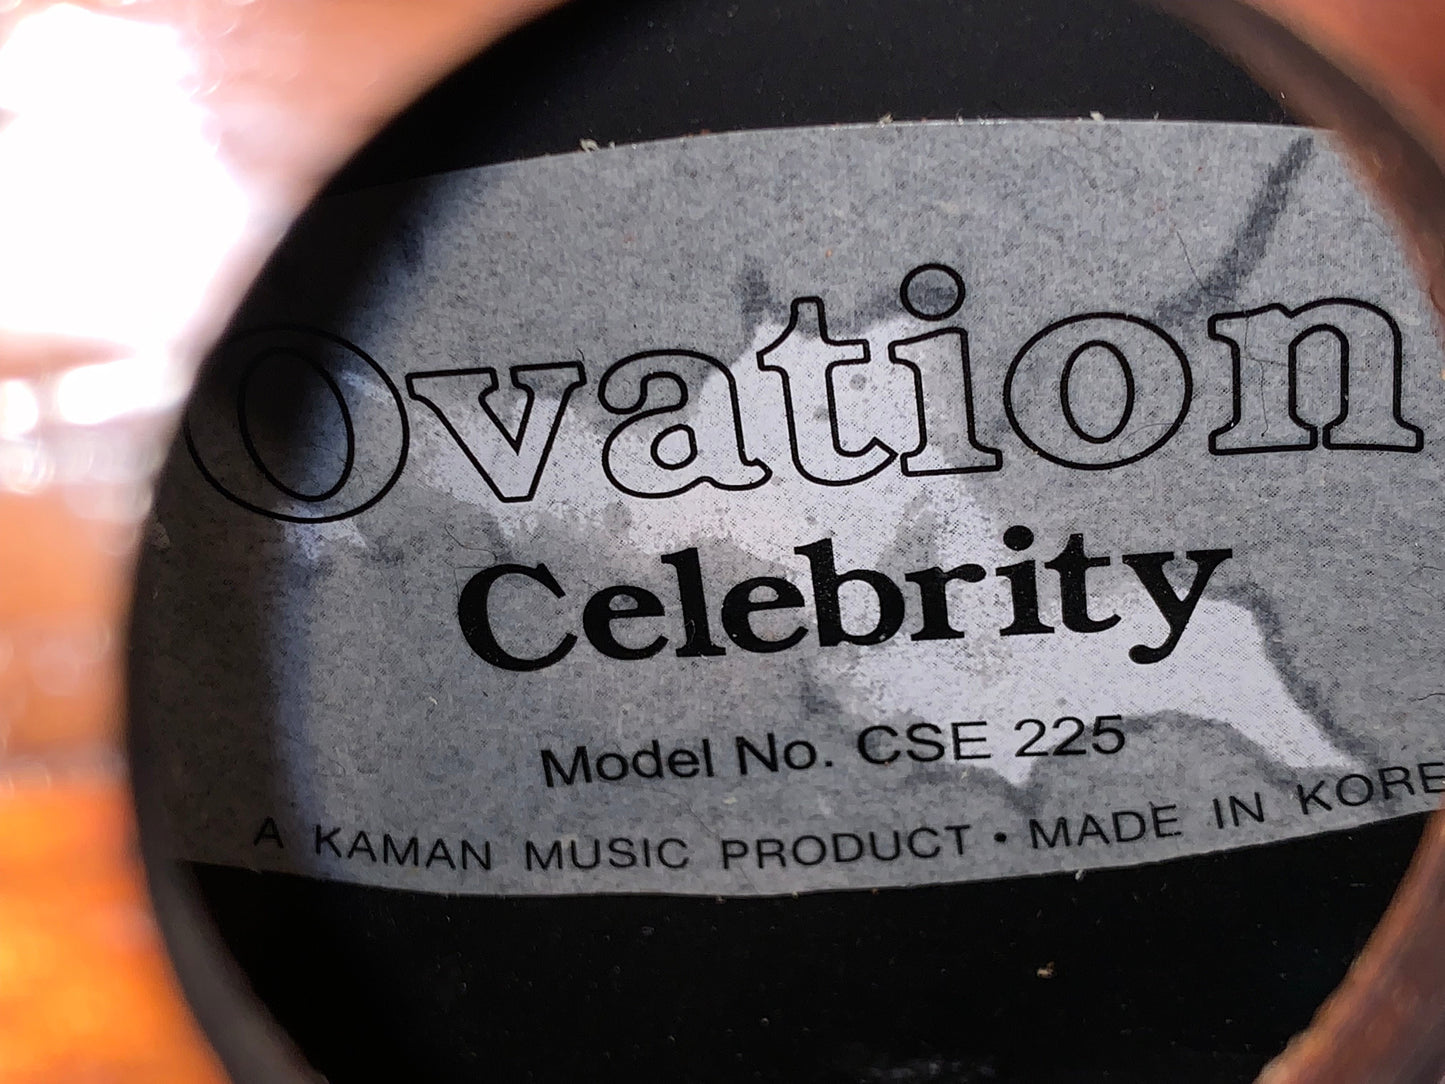 Ovation
Celebrity
Model No. CSE 225
A KAMAN MUSIC PRODUCT • MADE IN KORE